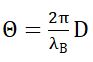 Θ = 2π/λ_B D